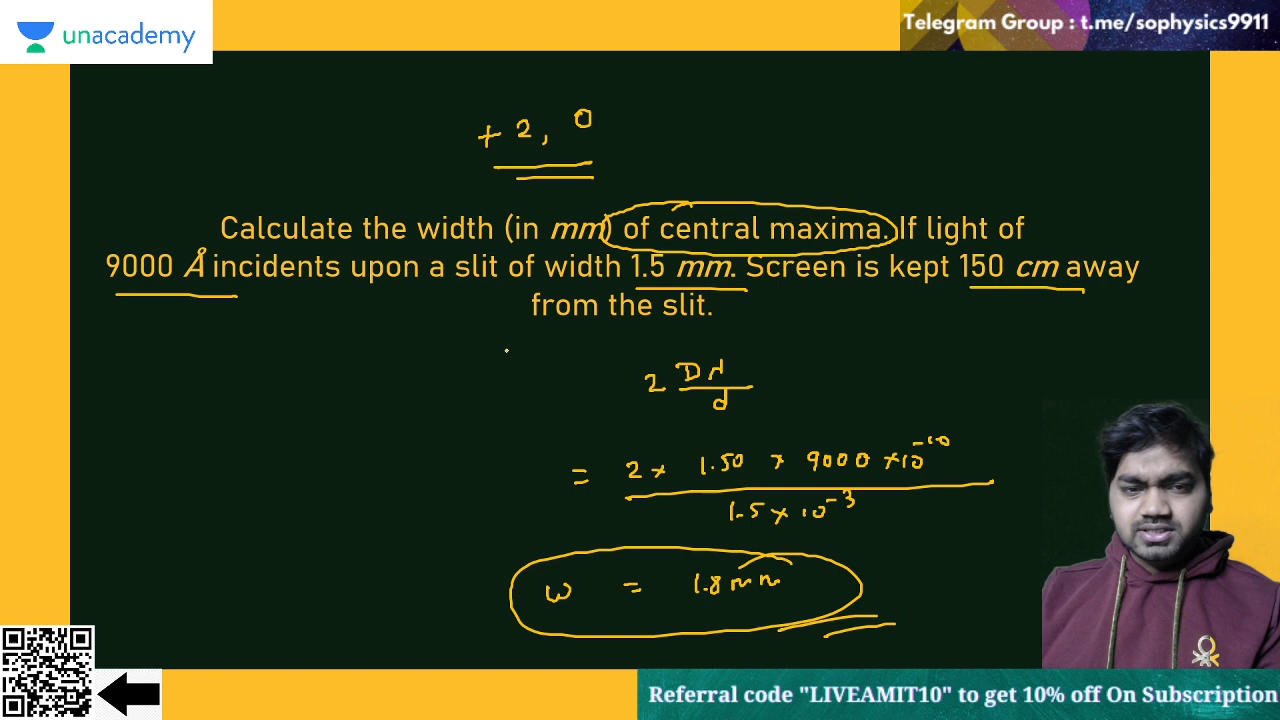 unacademy
Telegram Group : t.me/sophysics9911
+ 2, 0
Calculate the width (in mm) of central maxima. If light of
9000 Å incidents upon a slit of width 1.5 mm. Screen is kept 150 cm away
from the slit.
2 Dλ
d
= 2 × 1.50 × 9000 × 10⁻¹⁰
1.5 × 10⁻³
w = 1.8 mm
Referral code "LIVEAMIT10" to get 10% off On Subscription